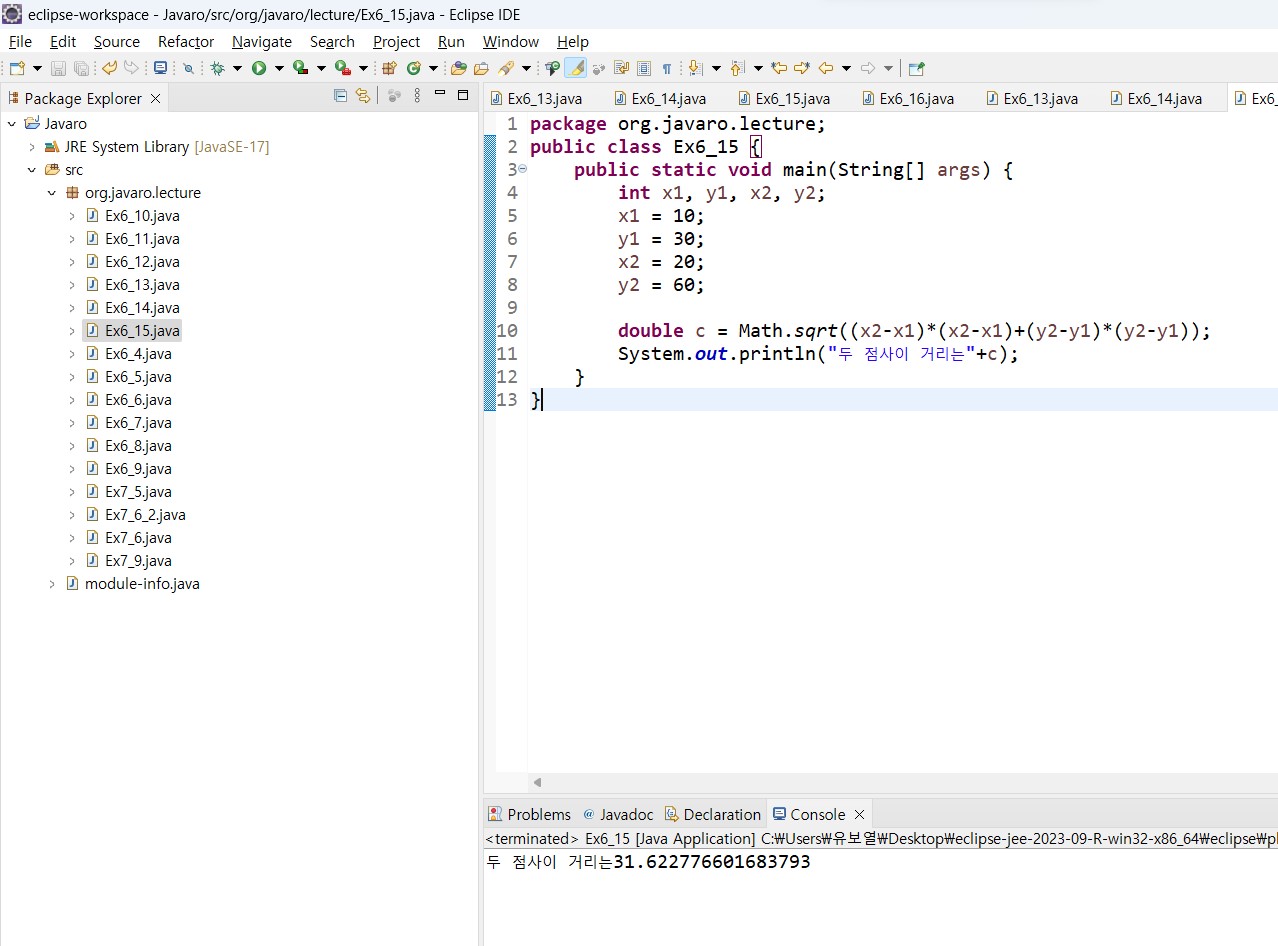 eclipse-workspace - Javaro/src/org/javaro/lecture/Ex6_15.java - Eclipse IDE
File Edit Source Refactor Navigate Search Project Run Window Help
Package Explorer
Javaro
JRE System Library [JavaSE-17]
src
org.javaro.lecture
Ex6_10.java
Ex6_11.java
Ex6_12.java
Ex6_13.java
Ex6_14.java
Ex6_15.java
Ex6_4.java
Ex6_5.java
Ex6_6.java
Ex6_7.java
Ex6_8.java
Ex6_9.java
Ex7_5.java
Ex7_6_2.java
Ex7_6.java
Ex7_9.java
module-info.java
Ex6_13.java Ex6_14.java Ex6_15.java Ex6_16.java Ex6_13.java Ex6_14.java Ex6_
1 package org.javaro.lecture;
2 public class Ex6_15 {
3 public static void main(String[] args) {
4 int x1, y1, x2, y2;
5 x1 = 10;
6 y1 = 30;
7 x2 = 20;
8 y2 = 60;
9
10 double c = Math.sqrt((x2-x1)*(x2-x1)+(y2-y1)*(y2-y1));
11 System.out.println("두 점사이 거리는"+c);
12 }
13 }
Problems @ Javadoc Declaration Console
<terminated> Ex6_15 [Java Application] C:₩Users₩유보열₩Desktop₩eclipse-jee-2023-09-R-win32-x86_64₩eclipse₩pl
두 점사이 거리는31.622776601683793